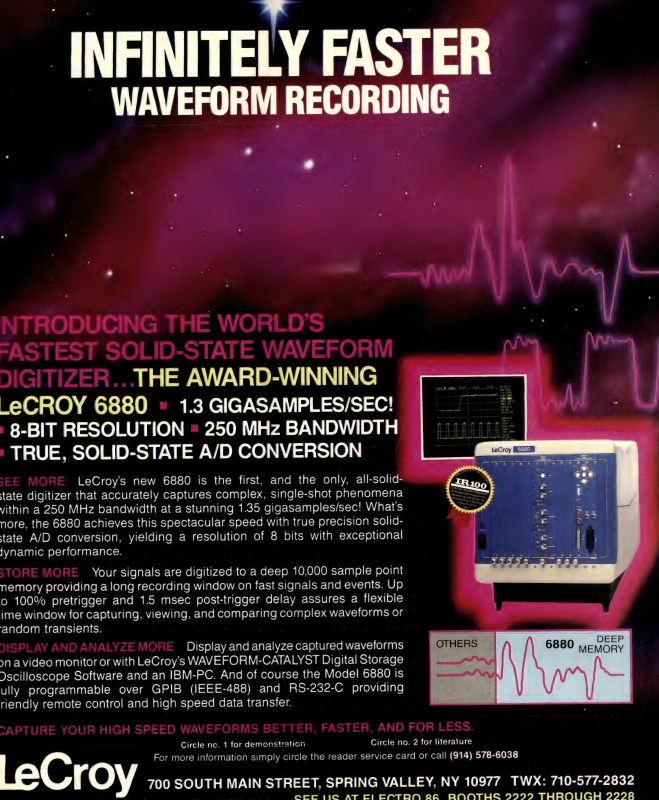 INFINITELY FASTER
WAVEFORM RECORDING
INTRODUCING THE WORLD'S
FASTEST SOLID-STATE WAVEFORM
DIGITIZER...THE AWARD-WINNING
LeCROY 6880 ▪ 1.3 GIGASAMPLES/SEC!
▪ 8-BIT RESOLUTION ▪ 250 MHz BANDWIDTH
▪ TRUE, SOLID-STATE A/D CONVERSION
SEE MORE LeCroy's new 6880 is the first, and the only, all-solid-
state digitizer that accurately captures complex, single-shot phenomena
within a 250 MHz bandwidth at a stunning 1.35 gigasamples/sec! What's
more, the 6880 achieves this spectacular speed with true precision solid-
state A/D conversion, yielding a resolution of 8 bits with exceptional
dynamic performance.
STORE MORE Your signals are digitized to a deep 10,000 sample point
memory providing a long recording window on fast signals and events. Up
to 100% pretrigger and 1.5 msec post-trigger delay assures a flexible
time window for capturing, viewing, and comparing complex waveforms or
random transients.
DISPLAY AND ANALYZE MORE Display and analyze captured waveforms
on a video monitor or with LeCroy's WAVEFORM-CATALYST Digital Storage
Oscilloscope Software and an IBM-PC. And of course the Model 6880 is
fully programmable over GPIB (IEEE-488) and RS-232-C providing
friendly remote control and high speed data transfer.
LeCroy 6880
IR100
OTHERS
6880 DEEP
MEMORY
CAPTURE YOUR HIGH SPEED WAVEFORMS BETTER, FASTER, AND FOR LESS.
Circle no. 1 for demonstration Circle no. 2 for literature
For more information simply circle the reader service card or call (914) 578-6038
LeCroy
700 SOUTH MAIN STREET, SPRING VALLEY, NY 10977 TWX: 710-577-2832
SEE US AT ELECTRO 86, BOOTHS 2222 THROUGH 2228